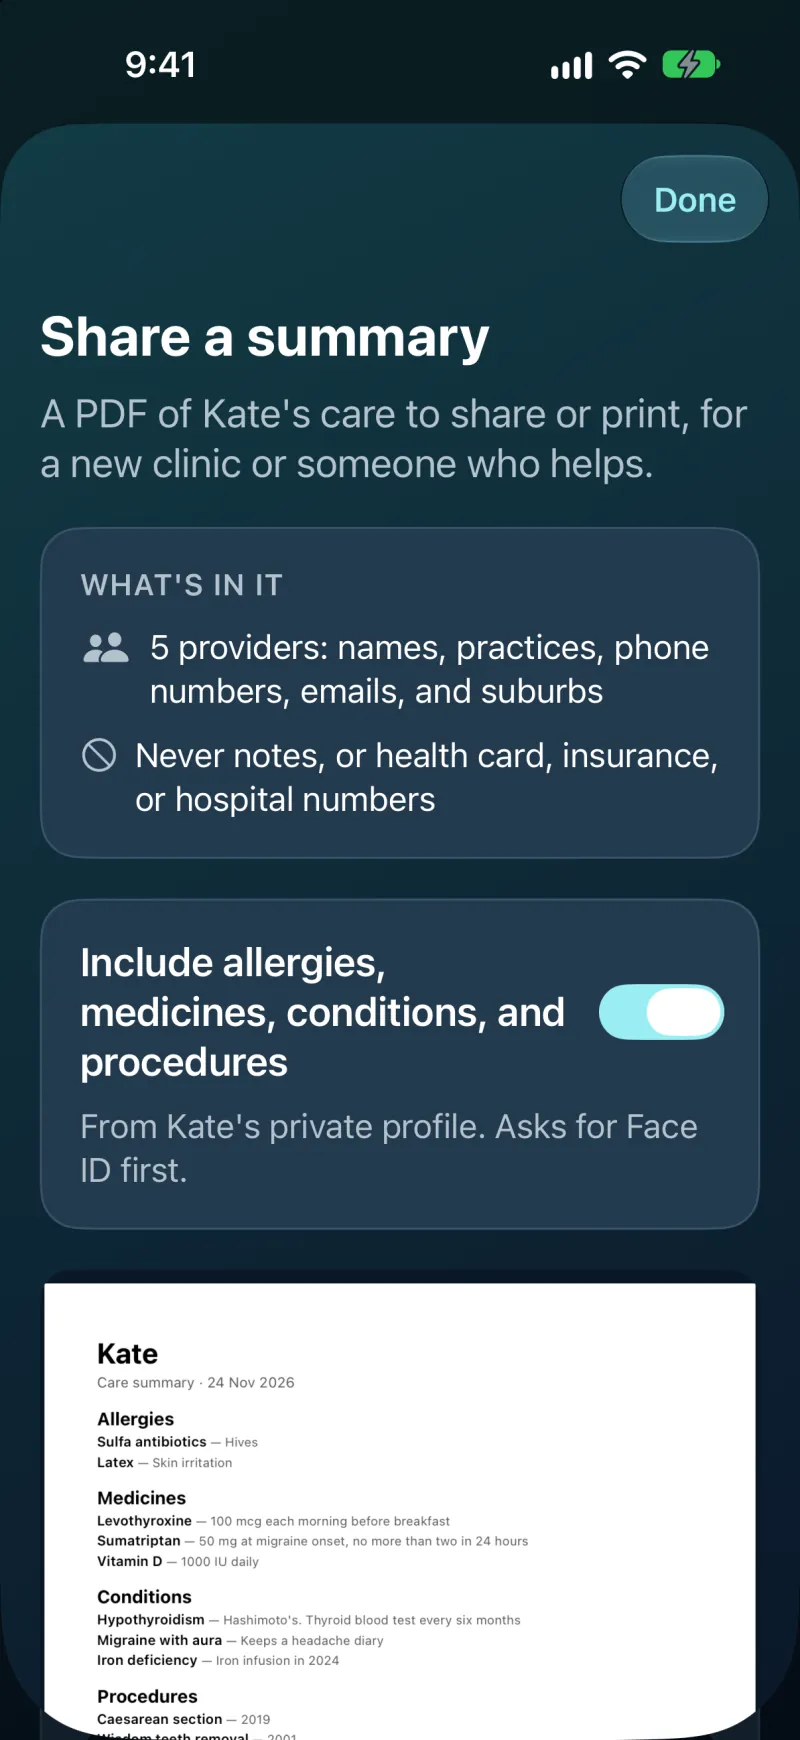 9:41
Done
Share a summary
A PDF of Kate's care to share or print, for
a new clinic or someone who helps.
WHAT'S IN IT
5 providers: names, practices, phone
numbers, emails, and suburbs
Never notes, or health card, insurance,
or hospital numbers
Include allergies,
medicines, conditions, and
procedures
From Kate's private profile. Asks for Face
ID first.
Kate
Care summary · 24 Nov 2026
Allergies
Sulfa antibiotics — Hives
Latex — Skin irritation
Medicines
Levothyroxine — 100 mcg each morning before breakfast
Sumatriptan — 50 mg at migraine onset, no more than two in 24 hours
Vitamin D — 1000 IU daily
Conditions
Hypothyroidism — Hashimoto's. Thyroid blood test every six months
Migraine with aura — Keeps a headache diary
Iron deficiency — Iron infusion in 2024
Procedures
Caesarean section — 2019
Wisdom teeth removal — 2001